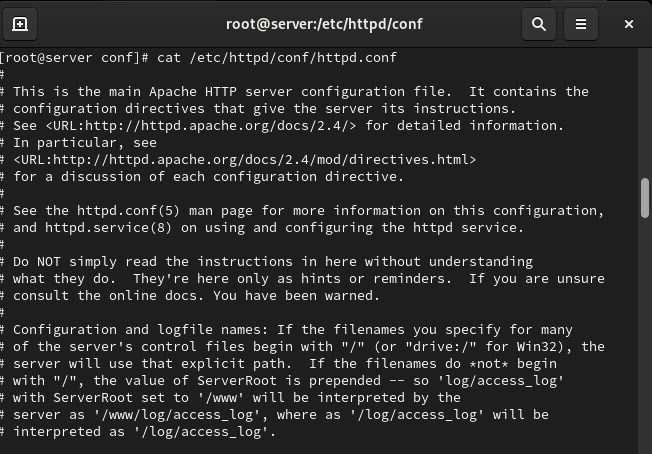 root@server:/etc/httpd/conf
[root@server conf]# cat /etc/httpd/conf/httpd.conf
#
# This is the main Apache HTTP server configuration file.  It contains the
# configuration directives that give the server its instructions.
# See <URL:http://httpd.apache.org/docs/2.4/> for detailed information.
# In particular, see
# <URL:http://httpd.apache.org/docs/2.4/mod/directives.html>
# for a discussion of each configuration directive.
#
# See the httpd.conf(5) man page for more information on this configuration,
# and httpd.service(8) on using and configuring the httpd service.
#
# Do NOT simply read the instructions in here without understanding
# what they do.  They're here only as hints or reminders.  If you are unsure
# consult the online docs. You have been warned.
#
# Configuration and logfile names: If the filenames you specify for many
# of the server's control files begin with "/" (or "drive:/" for Win32), the
# server will use that explicit path.  If the filenames do *not* begin
# with "/", the value of ServerRoot is prepended -- so 'log/access_log'
# with ServerRoot set to '/www' will be interpreted by the
# server as '/www/log/access_log', where as '/log/access_log' will be
# interpreted as '/log/access_log'.